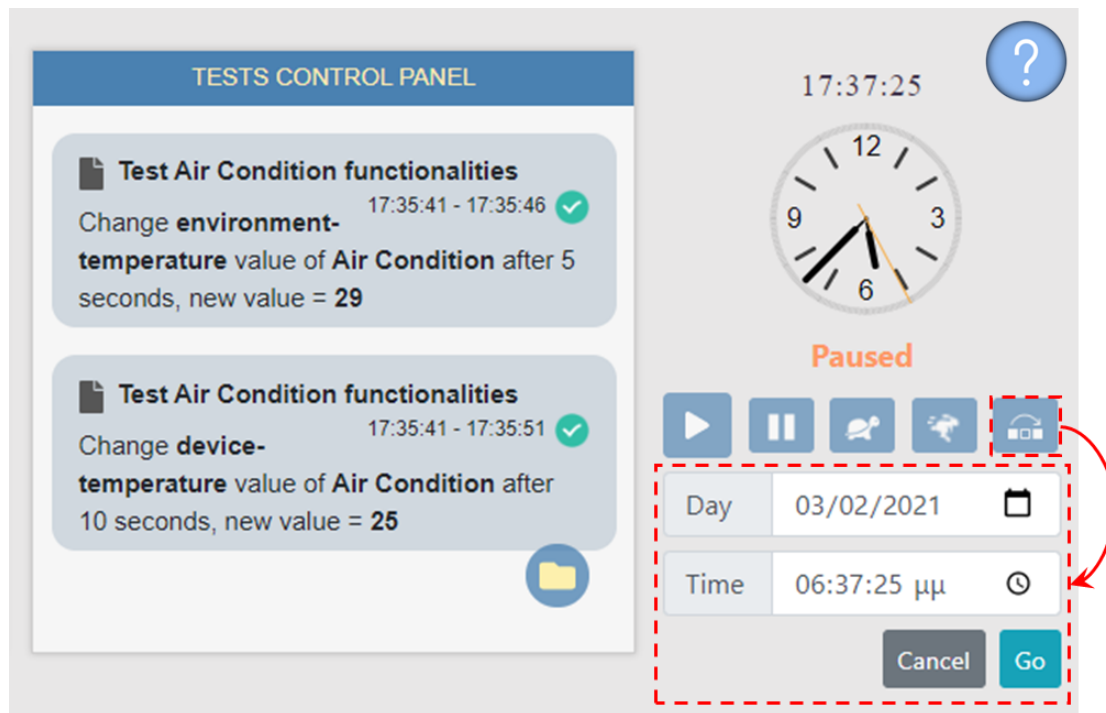 TESTS CONTROL PANEL
Test Air Condition functionalities
17:35:41 - 17:35:46
Change environment-
temperature value of Air Condition after 5
seconds, new value = 29
Test Air Condition functionalities
17:35:41 - 17:35:51
Change device-
temperature value of Air Condition after
10 seconds, new value = 25
?
17:37:25
12
9 3
6
Paused
Day 03/02/2021
Time 06:37:25 μμ
Cancel Go